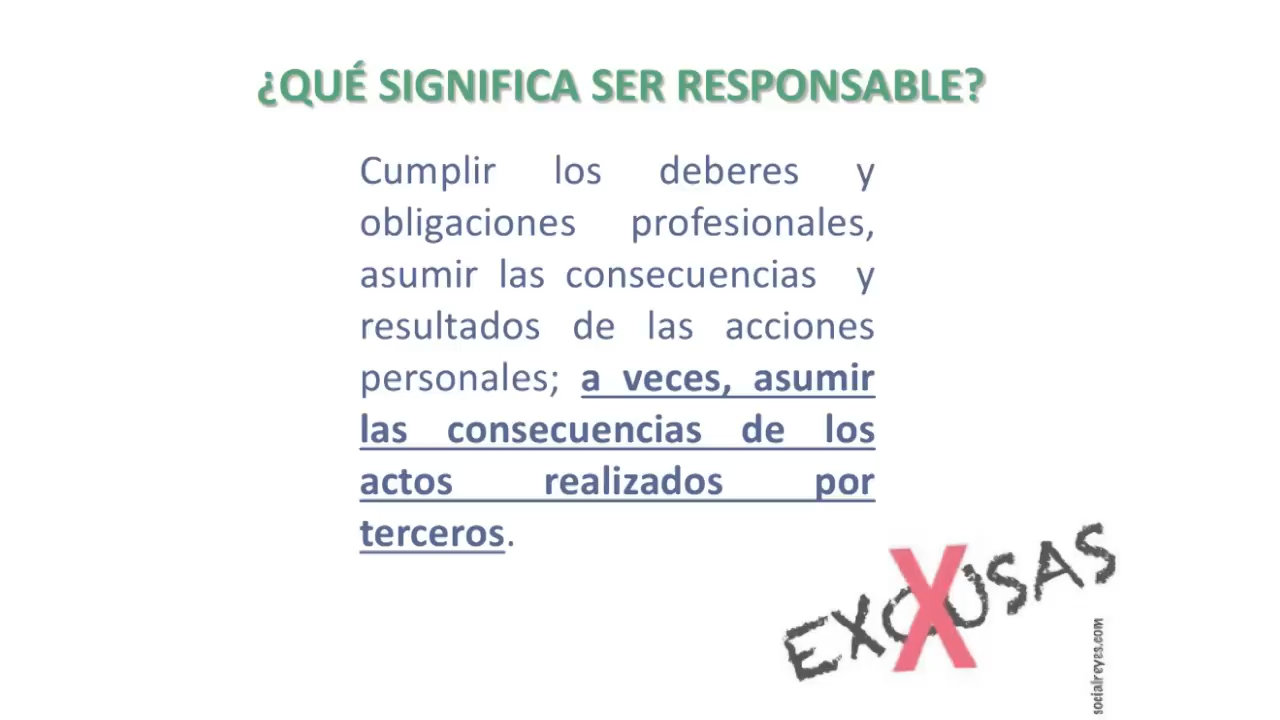 ¿QUÉ SIGNIFICA SER RESPONSABLE?
Cumplir los deberes y
obligaciones profesionales,
asumir las consecuencias y
resultados de las acciones
personales; a veces, asumir
las consecuencias de los
actos realizados por
terceros.
EXCUSAS
X
socialreyes.com